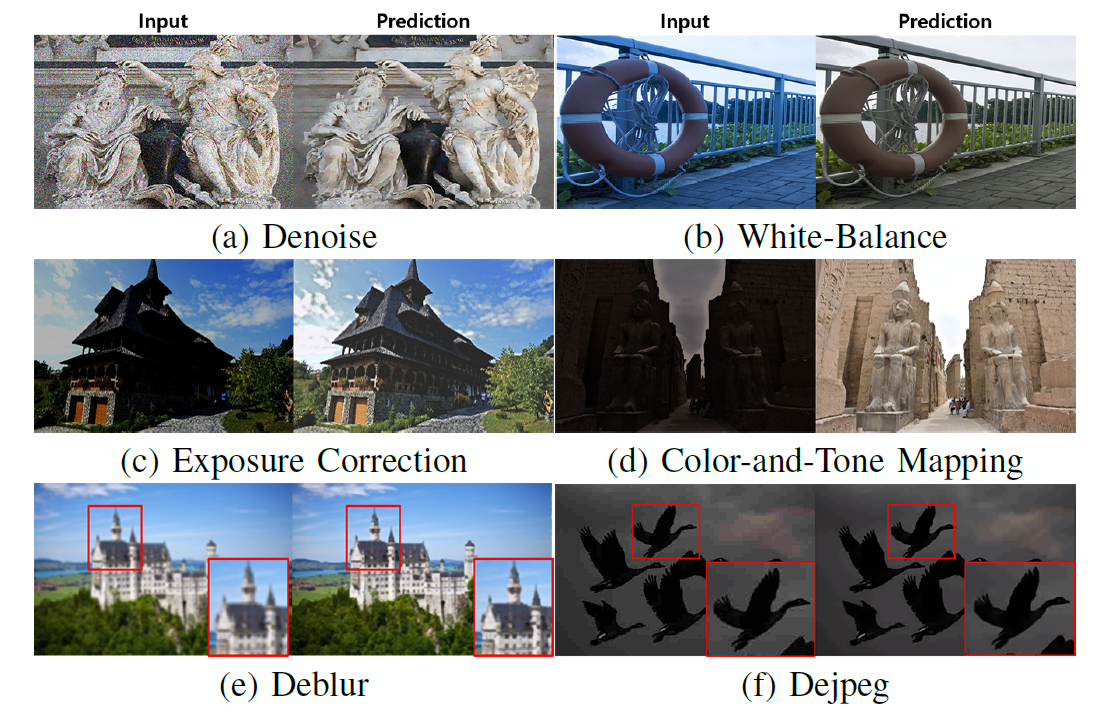 Input Prediction Input Prediction
(a) Denoise (b) White-Balance
(c) Exposure Correction (d) Color-and-Tone Mapping
(e) Deblur (f) Dejpeg